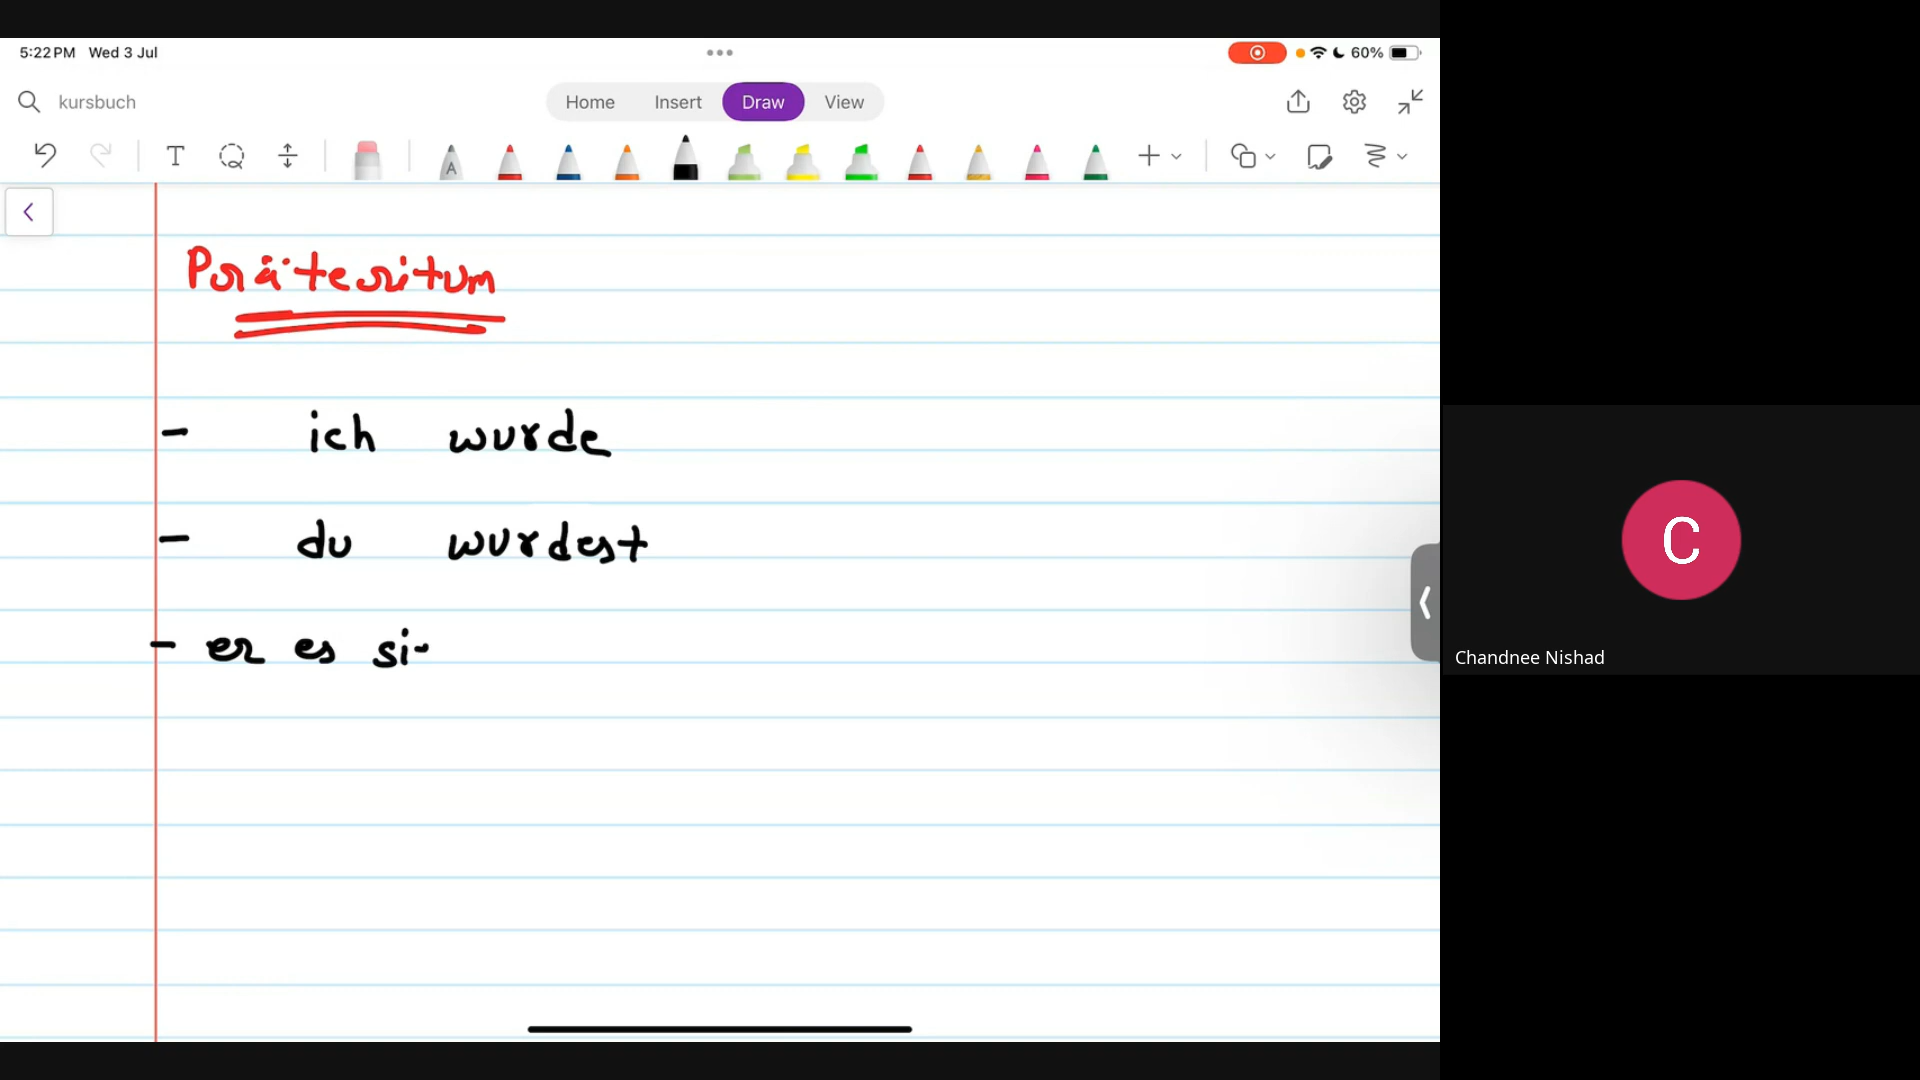 5:22 PM Wed 3 Jul
60%
kursbuch
Home Insert Draw View
T
A
Präteritum
- ich wurde
- du wurdest
- er es si
C
Chandnee Nishad